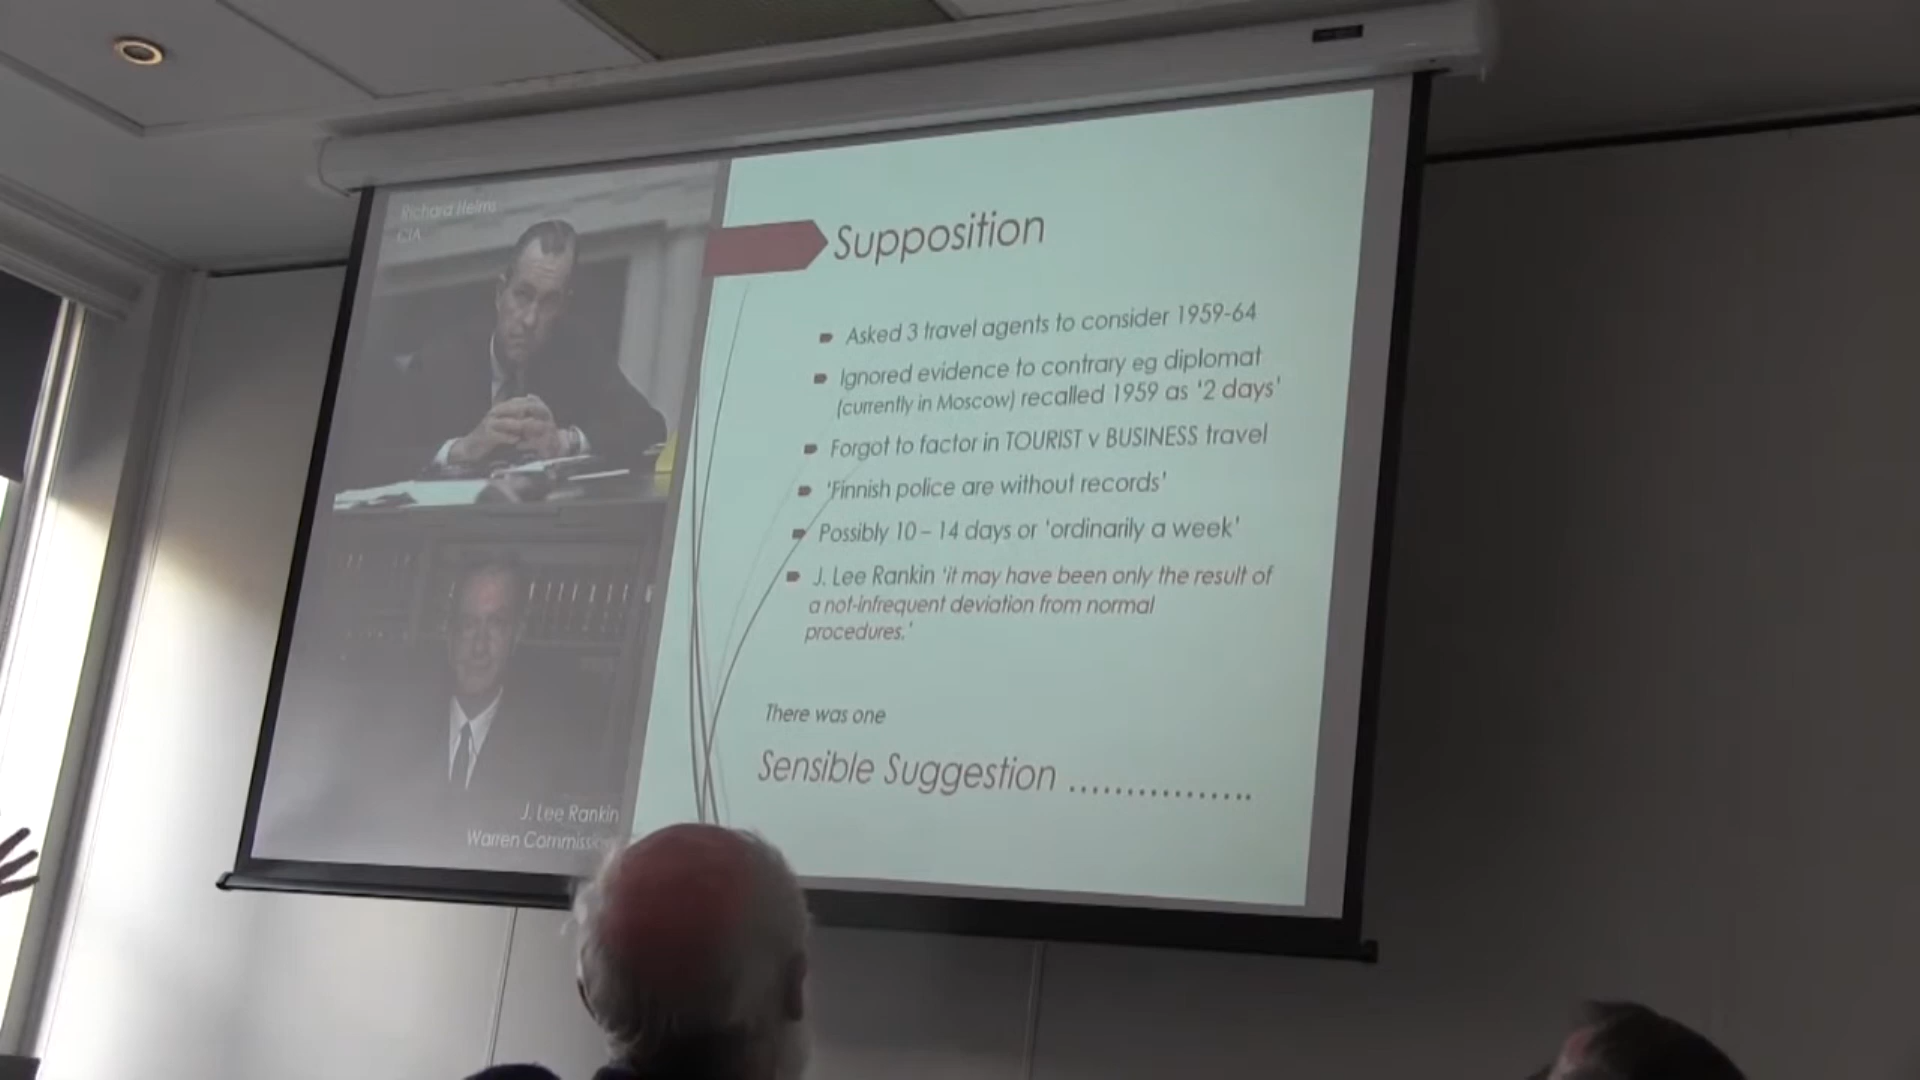 Richard Helms
CIA
Supposition
Asked 3 travel agents to consider 1959-64
Ignored evidence to contrary eg diplomat
(currently in Moscow) recalled 1959 as '2 days'
Forgot to factor in TOURIST v BUSINESS travel
'Finnish police are without records'
Possibly 10 – 14 days or 'ordinarily a week'
J. Lee Rankin 'it may have been only the result of
a not-infrequent deviation from normal
procedures.'
There was one
Sensible Suggestion ................
J. Lee Rankin
Warren Commission